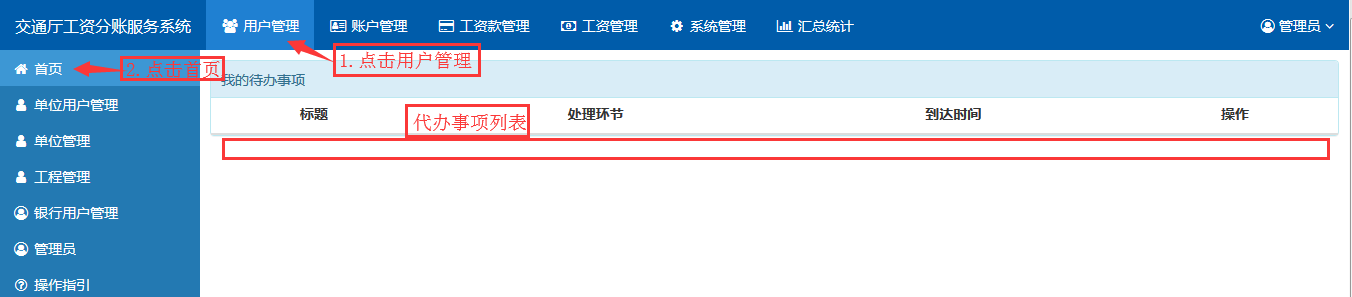 交通厅工资分账服务系统 用户管理 账户管理 工资款管理 工资管理 系统管理 汇总统计 管理员
1. 点击用户管理
首页 2. 点击首页
我的待办事项
单位用户管理
标题 处理环节 到达时间 操作
代办事项列表
单位管理
工程管理
银行用户管理
管理员
操作指引